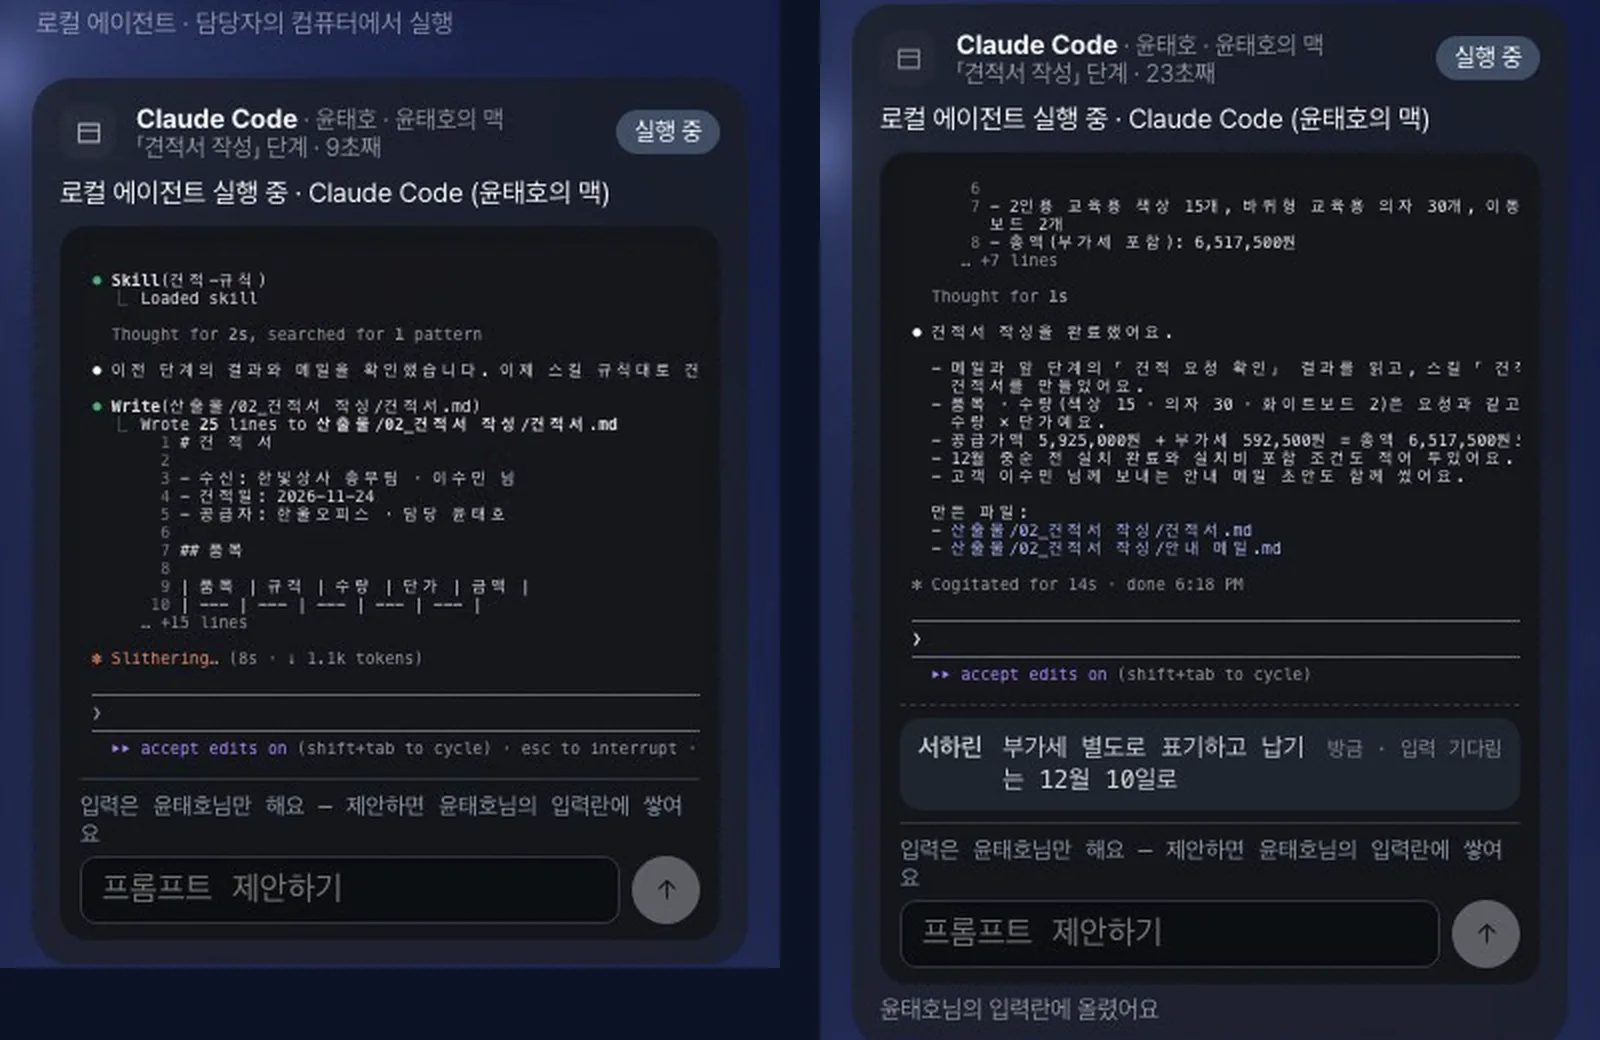 로컬 에이전트 · 담당자의 컴퓨터에서 실행
Claude Code · 윤태호 · 윤태호의 맥
「견적서 작성」 단계 · 9초째
실행 중
로컬 에이전트 실행 중 · Claude Code (윤태호의 맥)
● Skill(견적-규칙)
└ Loaded skill
Thought for 2s, searched for 1 pattern
● 이전 단계의 결과와 메일을 확인했습니다. 이제 스킬 규칙대로 견
● Write(산출물/02_견적서 작성/견적서.md)
└ Wrote 25 lines to 산출물/02_견적서 작성/견적서.md
1 # 견 적 서
2
3 - 수신: 한빛상사 총무팀 · 이수민 님
4 - 견적일: 2026-11-24
5 - 공급자: 한울오피스 · 담당 윤태호
6
7 ## 품목
8
9 | 품목 | 규격 | 수량 | 단가 | 금액 |
10 | --- | --- | --- | --- | --- |
… +15 lines
✻ Slithering… (8s · ↓ 1.1k tokens)
❯
▸▸ accept edits on (shift+tab to cycle) · esc to interrupt ·
입력은 윤태호님만 해요 — 제안하면 윤태호님의 입력란에 쌓여
요
프롬프트 제안하기
↑
Claude Code · 윤태호 · 윤태호의 맥
「견적서 작성」 단계 · 23초째
실행 중
로컬 에이전트 실행 중 · Claude Code (윤태호의 맥)
6
7 - 2인용 교육용 책상 15개, 바퀴형 교육용 의자 30개, 이동
보드 2개
8 - 총액(부가세 포함): 6,517,500원
… +7 lines
Thought for 1s
● 견적서 작성을 완료했어요.
- 메일과 앞 단계의 「 견적 요청 확인」 결과를 읽고, 스킬 「 견적
견적서를 만들었어요.
- 품목 · 수량(책상 15 · 의자 30 · 화이트보드 2)은 요청과 같고
수량 × 단가예요.
- 공급가액 5,925,000원 + 부가세 592,500원 = 총액 6,517,500원
- 12월 중순 전 설치 완료와 설치비 포함 조건도 적어 두었어요.
- 고객 이수민 님께 보내는 안내 메일 초안도 함께 썼어요.
만든 파일:
- 산출물/02_견적서 작성/견적서.md
- 산출물/02_견적서 작성/안내 메일.md
✻ Cogitated for 14s · done 6:18 PM
❯
▸▸ accept edits on (shift+tab to cycle)
서하린 부가세 별도로 표기하고 납기 방금 · 입력 기다림
는 12월 10일로
입력은 윤태호님만 해요 — 제안하면 윤태호님의 입력란에 쌓여
요
프롬프트 제안하기
↑
윤태호님의 입력란에 올렸어요